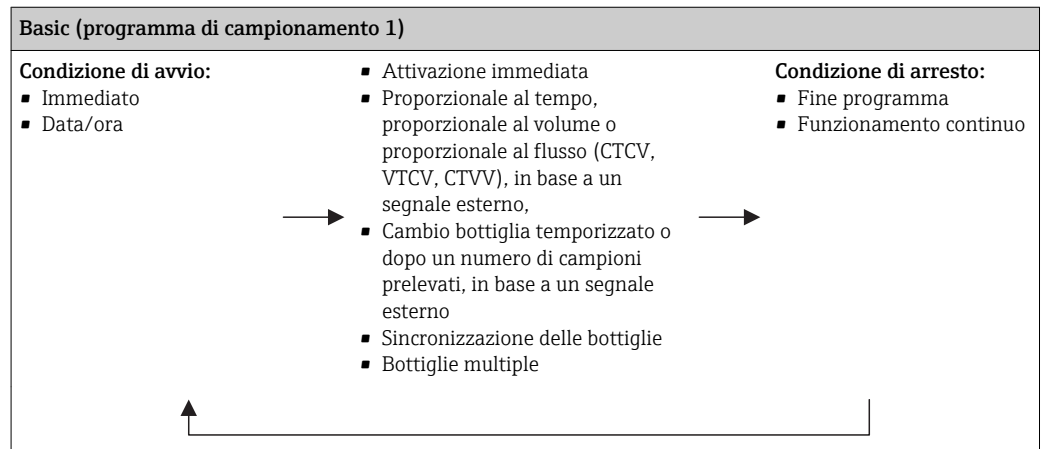 Basic (programma di campionamento 1)
Condizione di avvio:
▪ Immediato
▪ Data/ora
▪ Attivazione immediata
▪ Proporzionale al tempo,
proporzionale al volume o
proporzionale al flusso (CTCV,
VTCV, CTVV), in base a un
segnale esterno,
▪ Cambio bottiglia temporizzato o
dopo un numero di campioni
prelevati, in base a un segnale
esterno
▪ Sincronizzazione delle bottiglie
▪ Bottiglie multiple
Condizione di arresto:
▪ Fine programma
▪ Funzionamento continuo